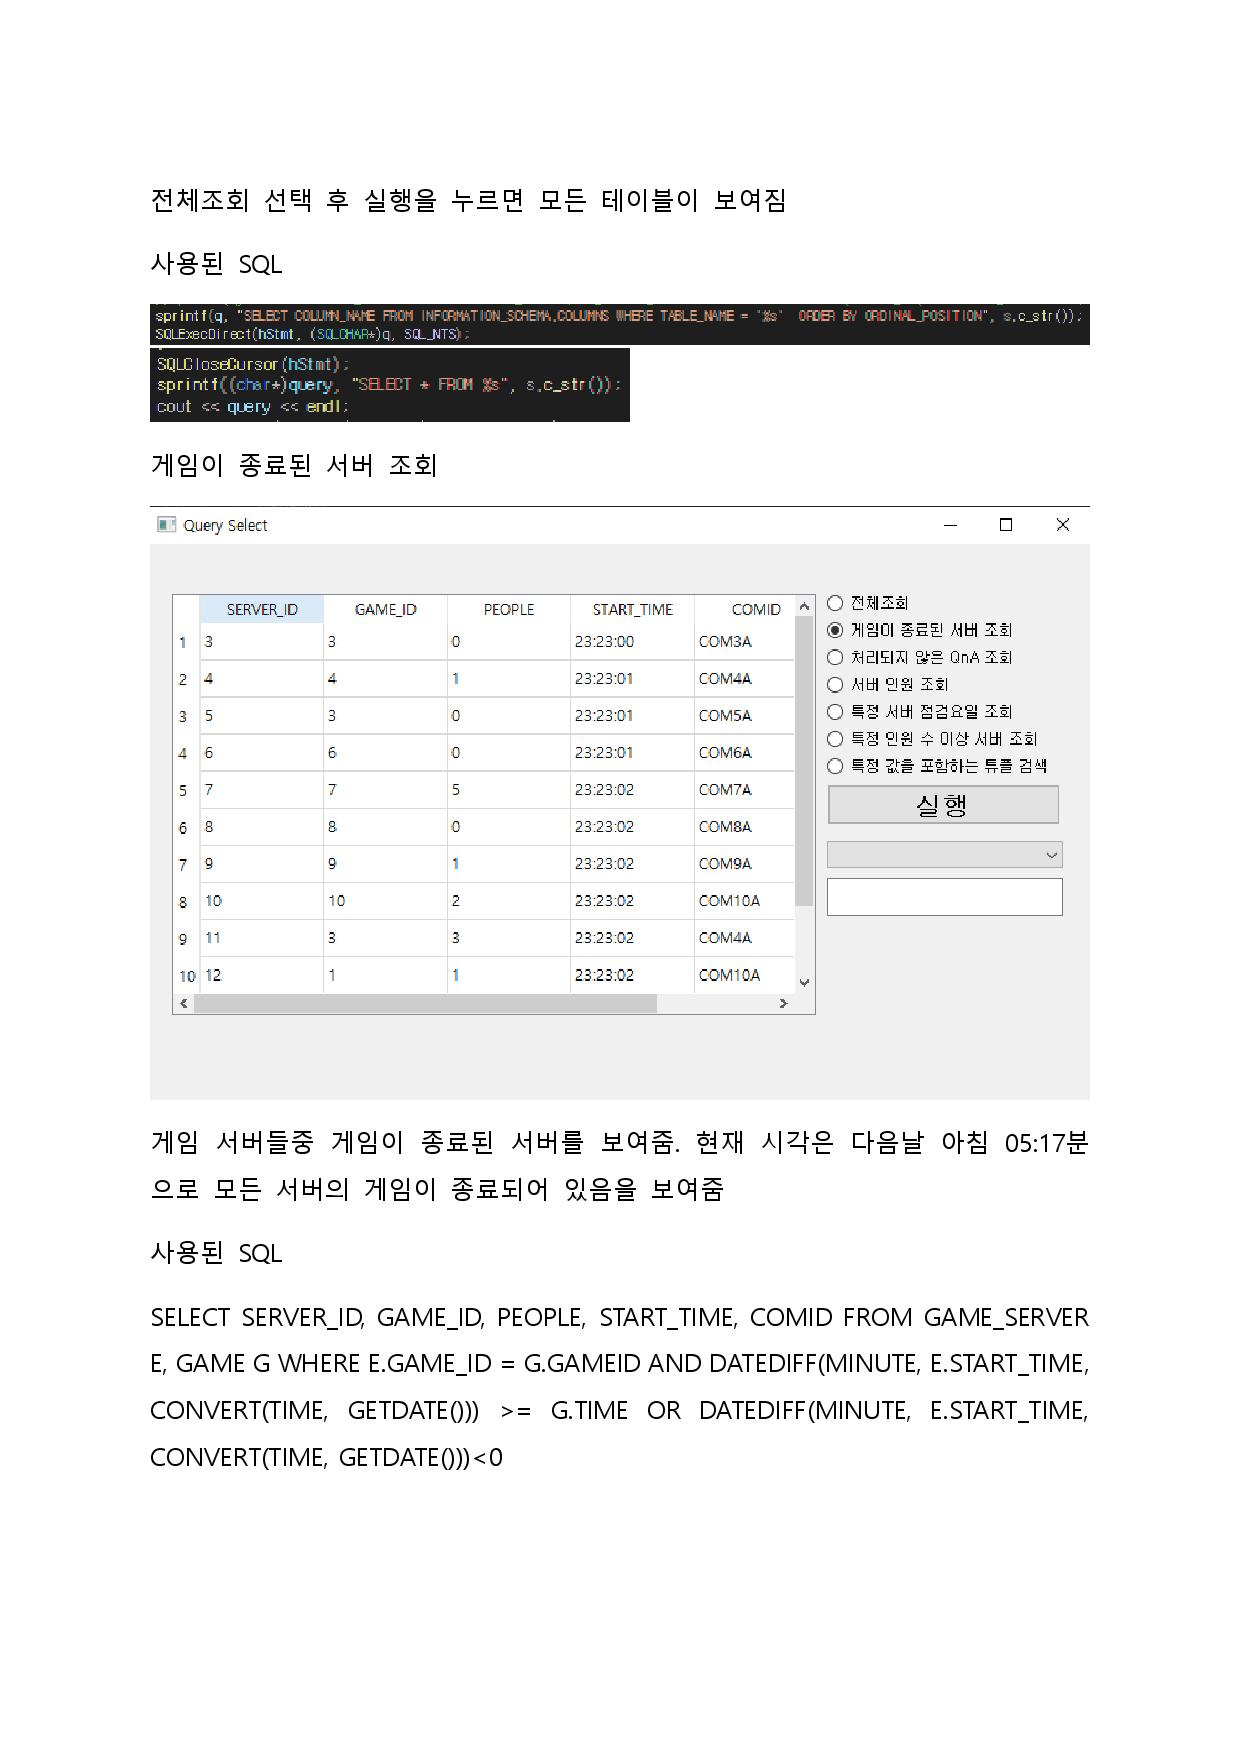 전체조회 선택 후 실행을 누르면 모든 테이블이 보여짐
사용된 SQL
sprintf(q, "SELECT COLUMN_NAME FROM INFORMATION_SCHEMA.COLUMNS WHERE TABLE_NAME = '%s'  ORDER BY ORDINAL_POSITION", s.c_str());
SQLExecDirect(hStmt, (SQLCHAR*)q, SQL_NTS);
SQLCloseCursor(hStmt);
sprintf((char*)query, "SELECT * FROM %s", s.c_str());
cout << query << endl;
게임이 종료된 서버 조회
Query Select
SERVER_ID GAME_ID PEOPLE START_TIME COMID
1 3 3 0 23:23:00 COM3A
2 4 4 1 23:23:01 COM4A
3 5 3 0 23:23:01 COM5A
4 6 6 0 23:23:01 COM6A
5 7 7 5 23:23:02 COM7A
6 8 8 0 23:23:02 COM8A
7 9 9 1 23:23:02 COM9A
8 10 10 2 23:23:02 COM10A
9 11 3 3 23:23:02 COM4A
10 12 1 1 23:23:02 COM10A
전체조회
게임이 종료된 서버 조회
처리되지 않은 QnA 조회
서버 인원 조회
특정 서버 점검요일 조회
특정 인원 수 이상 서버 조회
특정 값을 포함하는 튜플 검색
실행
게임 서버들중 게임이 종료된 서버를 보여줌. 현재 시각은 다음날 아침 05:17분
으로 모든 서버의 게임이 종료되어 있음을 보여줌
사용된 SQL
SELECT SERVER_ID, GAME_ID, PEOPLE, START_TIME, COMID FROM GAME_SERVER
E, GAME G WHERE E.GAME_ID = G.GAMEID AND DATEDIFF(MINUTE, E.START_TIME,
CONVERT(TIME, GETDATE())) >= G.TIME OR DATEDIFF(MINUTE, E.START_TIME,
CONVERT(TIME, GETDATE()))<0